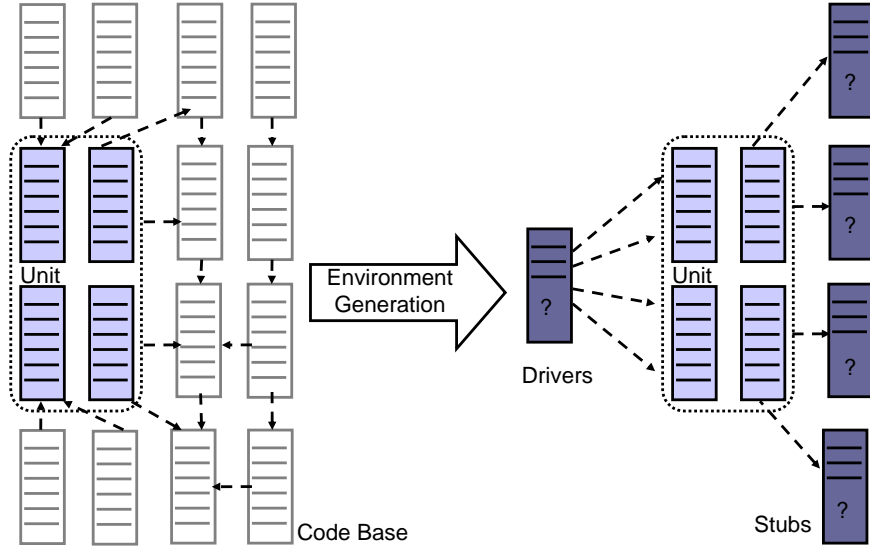 ?
?
Unit
Environment
Generation
?
Unit
?
Drivers
Code Base
Stubs
?